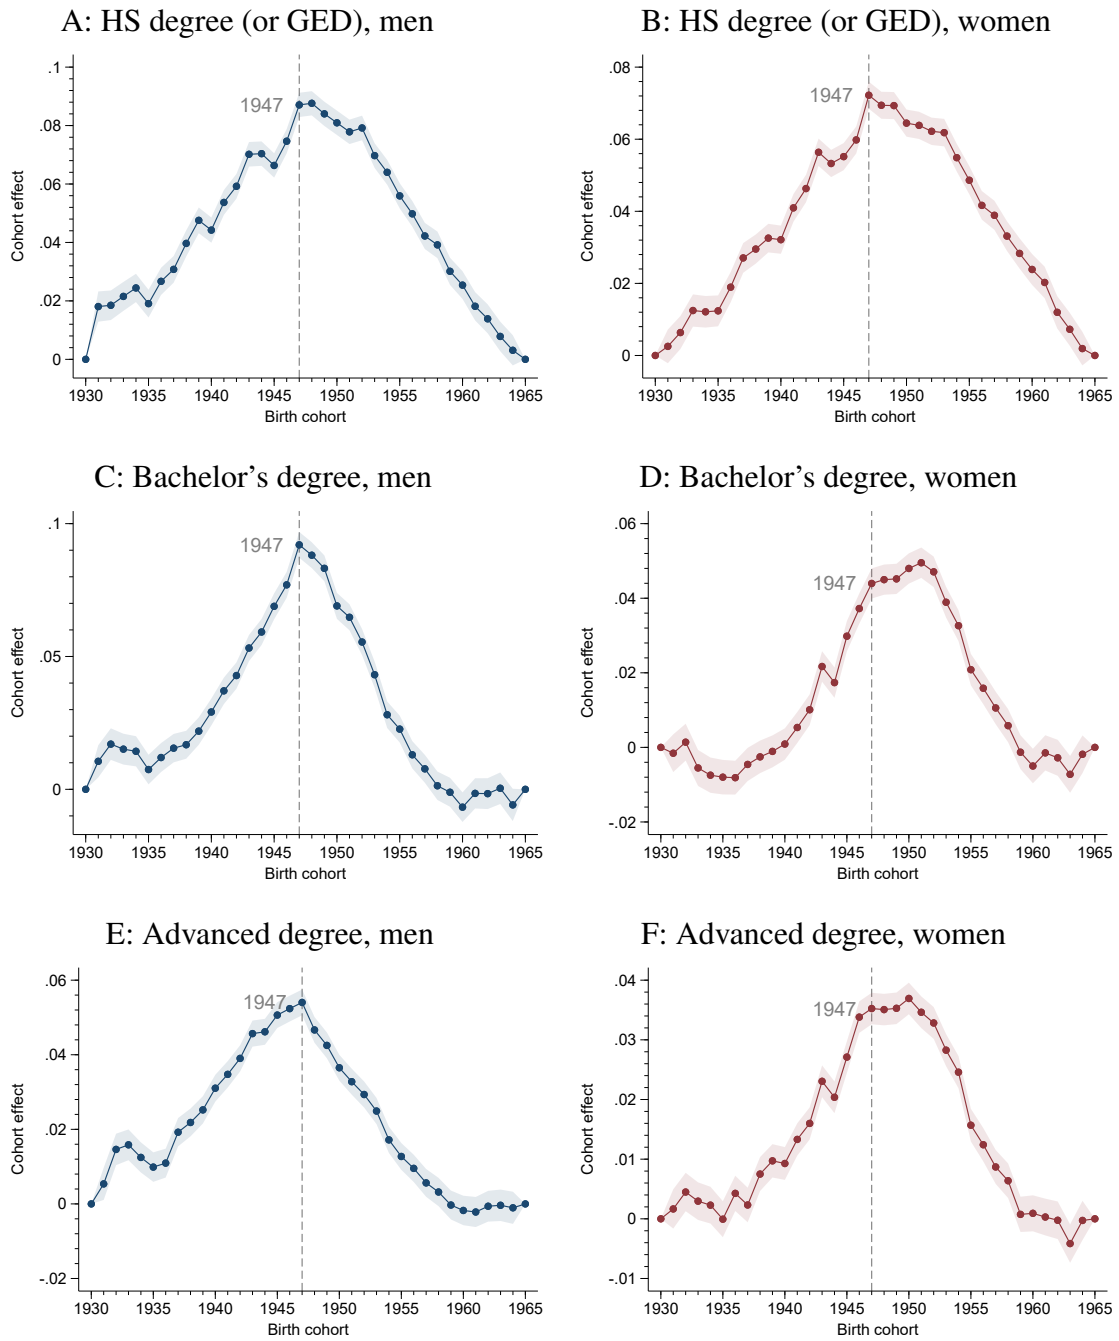 A: HS degree (or GED), men
.1
.08
.06
.04
.02
0
Cohort effect
1947
1930 1935 1940 1945 1950 1955 1960 1965
Birth cohort
B: HS degree (or GED), women
.08
.06
.04
.02
0
Cohort effect
1947
1930 1935 1940 1945 1950 1955 1960 1965
Birth cohort
C: Bachelor’s degree, men
.1
.05
0
Cohort effect
1947
1930 1935 1940 1945 1950 1955 1960 1965
Birth cohort
D: Bachelor’s degree, women
.06
.04
.02
0
-.02
Cohort effect
1947
1930 1935 1940 1945 1950 1955 1960 1965
Birth cohort
E: Advanced degree, men
.06
.04
.02
0
-.02
Cohort effect
1947
1930 1935 1940 1945 1950 1955 1960 1965
Birth cohort
F: Advanced degree, women
.04
.03
.02
.01
0
-.01
Cohort effect
1947
1930 1935 1940 1945 1950 1955 1960 1965
Birth cohort